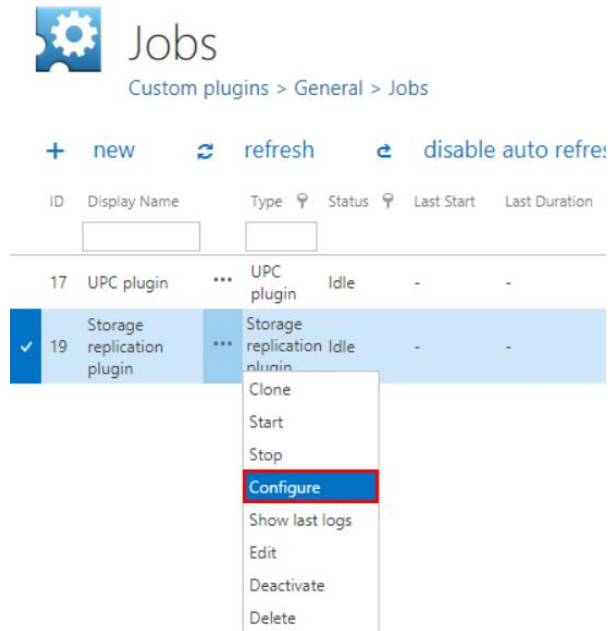 Jobs
Custom plugins > General > Jobs
+ new refresh disable auto refres
ID Display Name Type Status Last Start Last Duration
17 UPC plugin ... UPC plugin Idle - -
✓ 19 Storage replication plugin ... Storage replication plugin Idle - -
Clone
Start
Stop
Configure
Show last logs
Edit
Deactivate
Delete